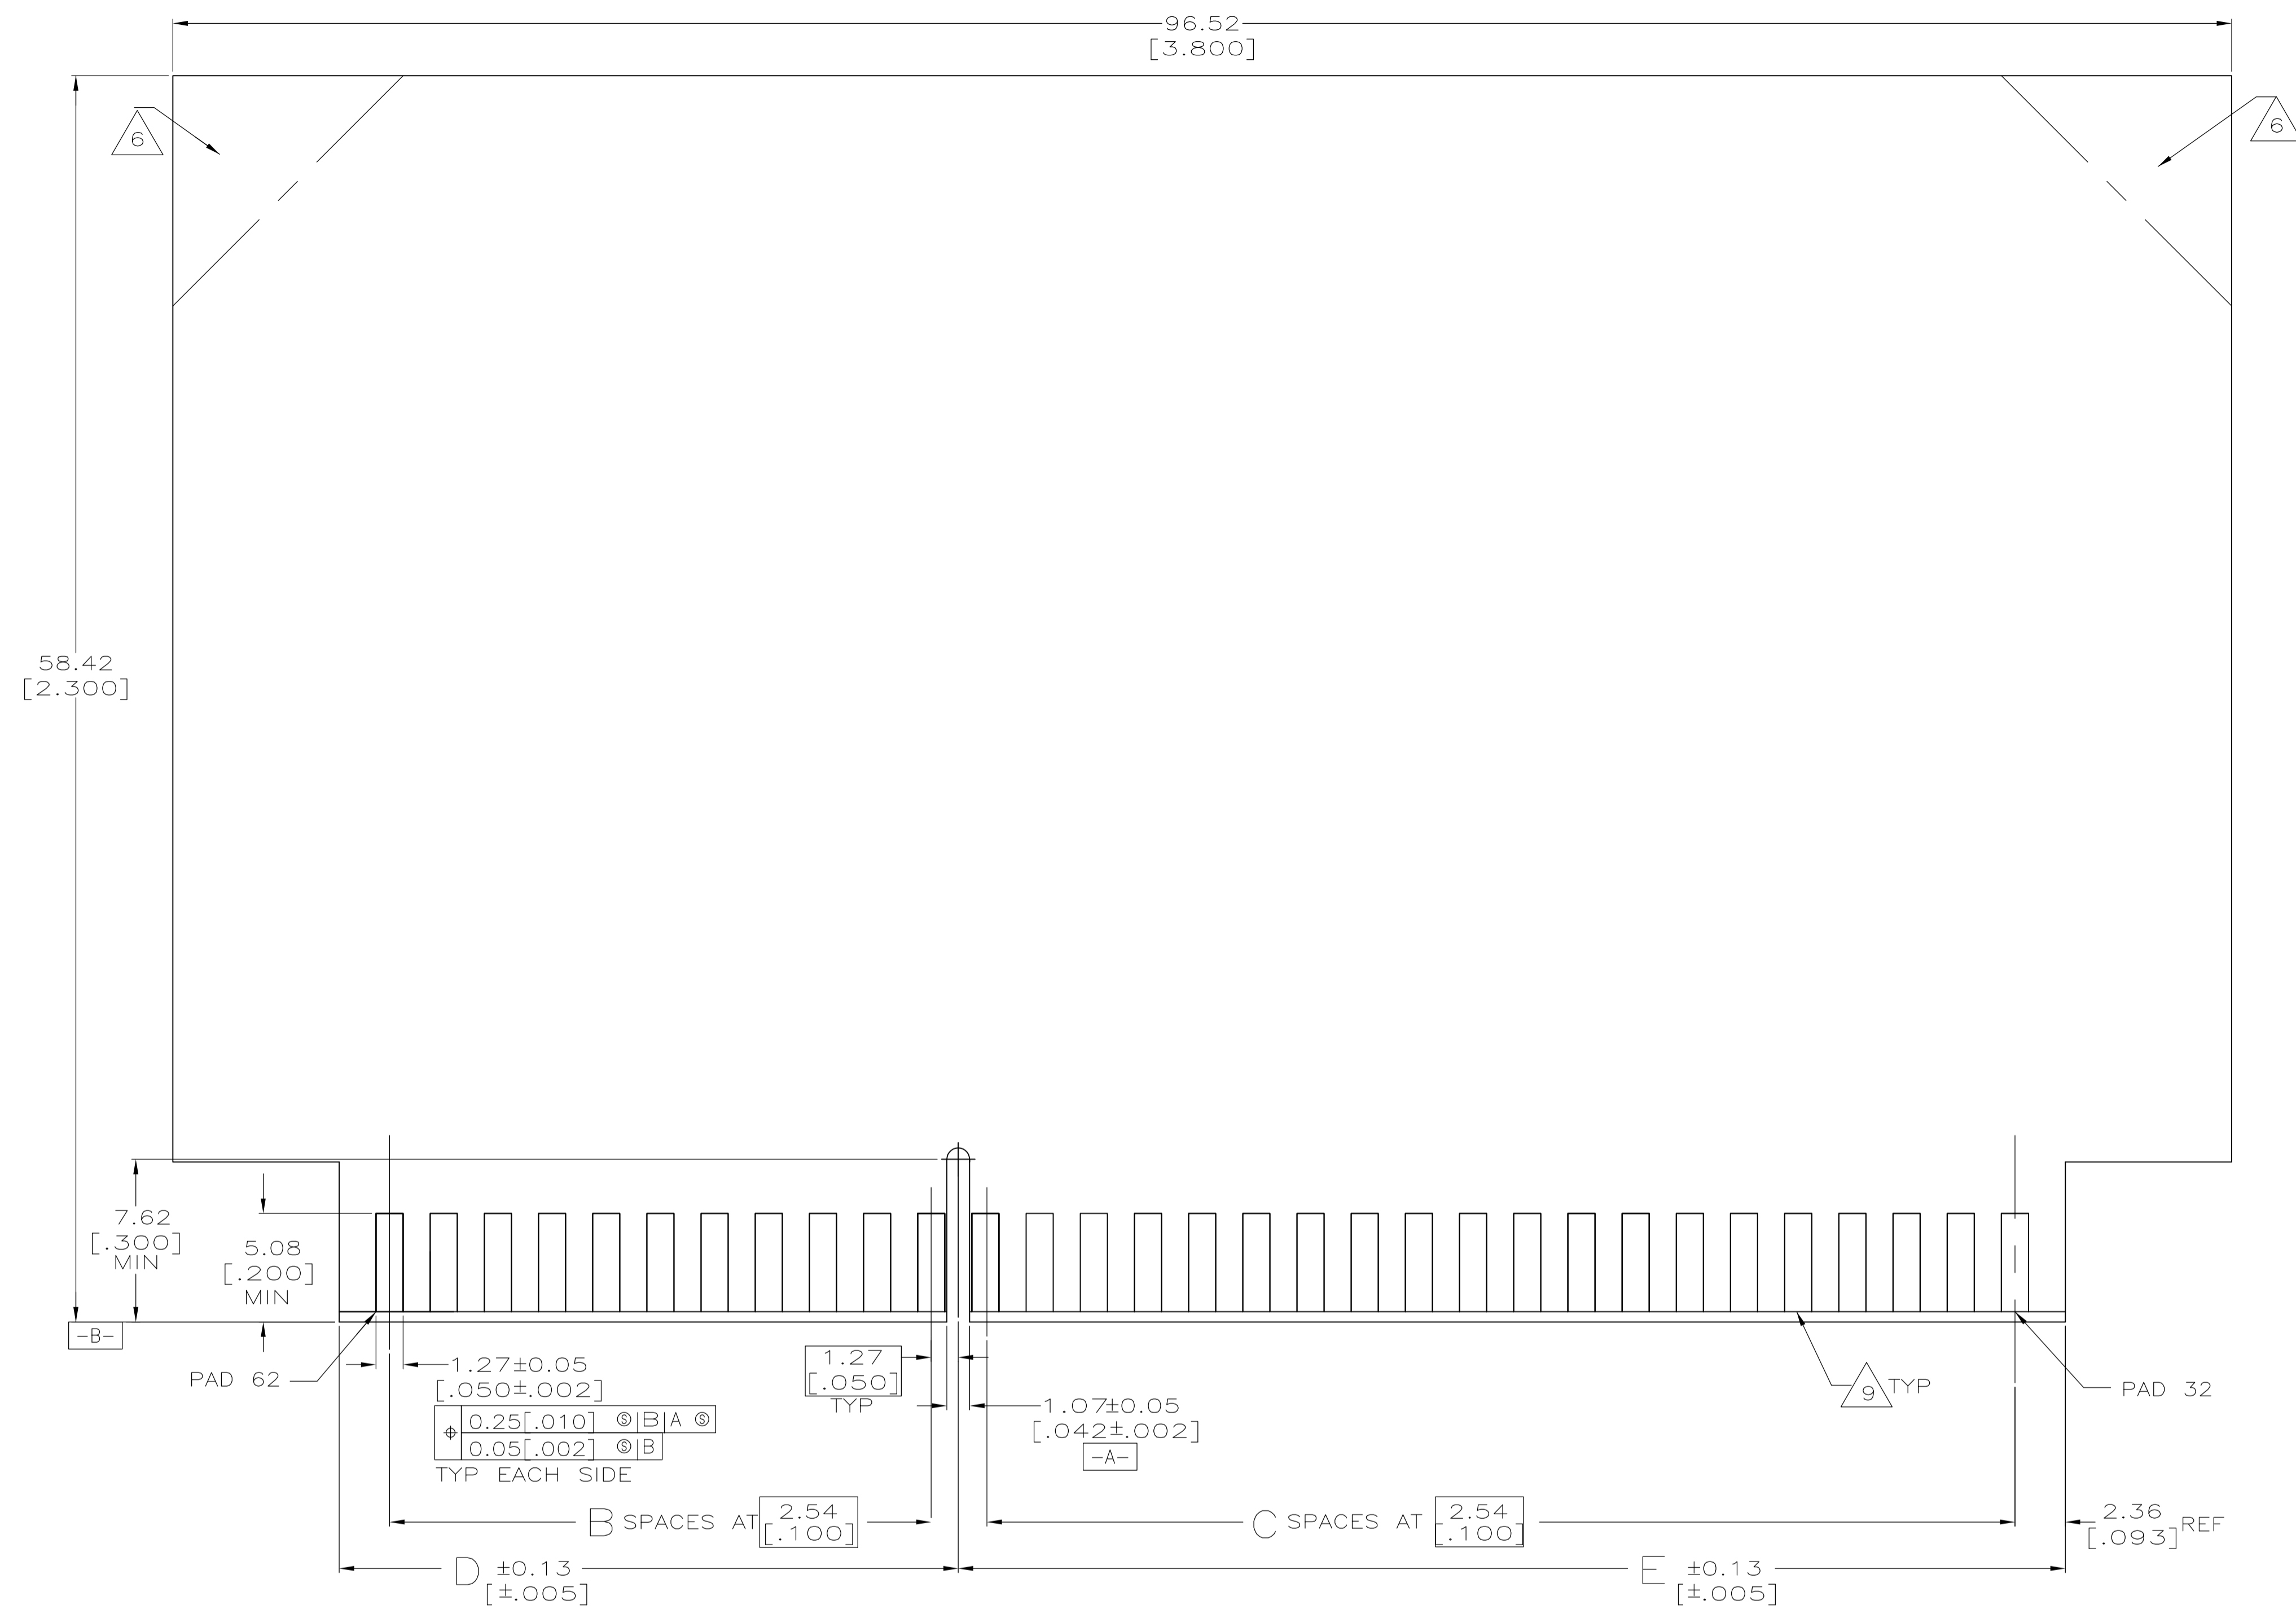 96.52
[3.800]
6
6
58.42
[2.300]
7.62
[.300]
MIN
5.08
[.200]
MIN
-B-
PAD 62
1.27±0.05
[.050±.002]
⌖ 0.25[.010] Ⓢ B A Ⓢ
0.05[.002] Ⓢ B
TYP EACH SIDE
1.27
[.050]
TYP
1.07±0.05
[.042±.002]
-A-
9 TYP
PAD 32
B SPACES AT 2.54
[.100]
C SPACES AT 2.54
[.100]
2.36
[.093] REF
D ±0.13
[±.005]
E ±0.13
[±.005]